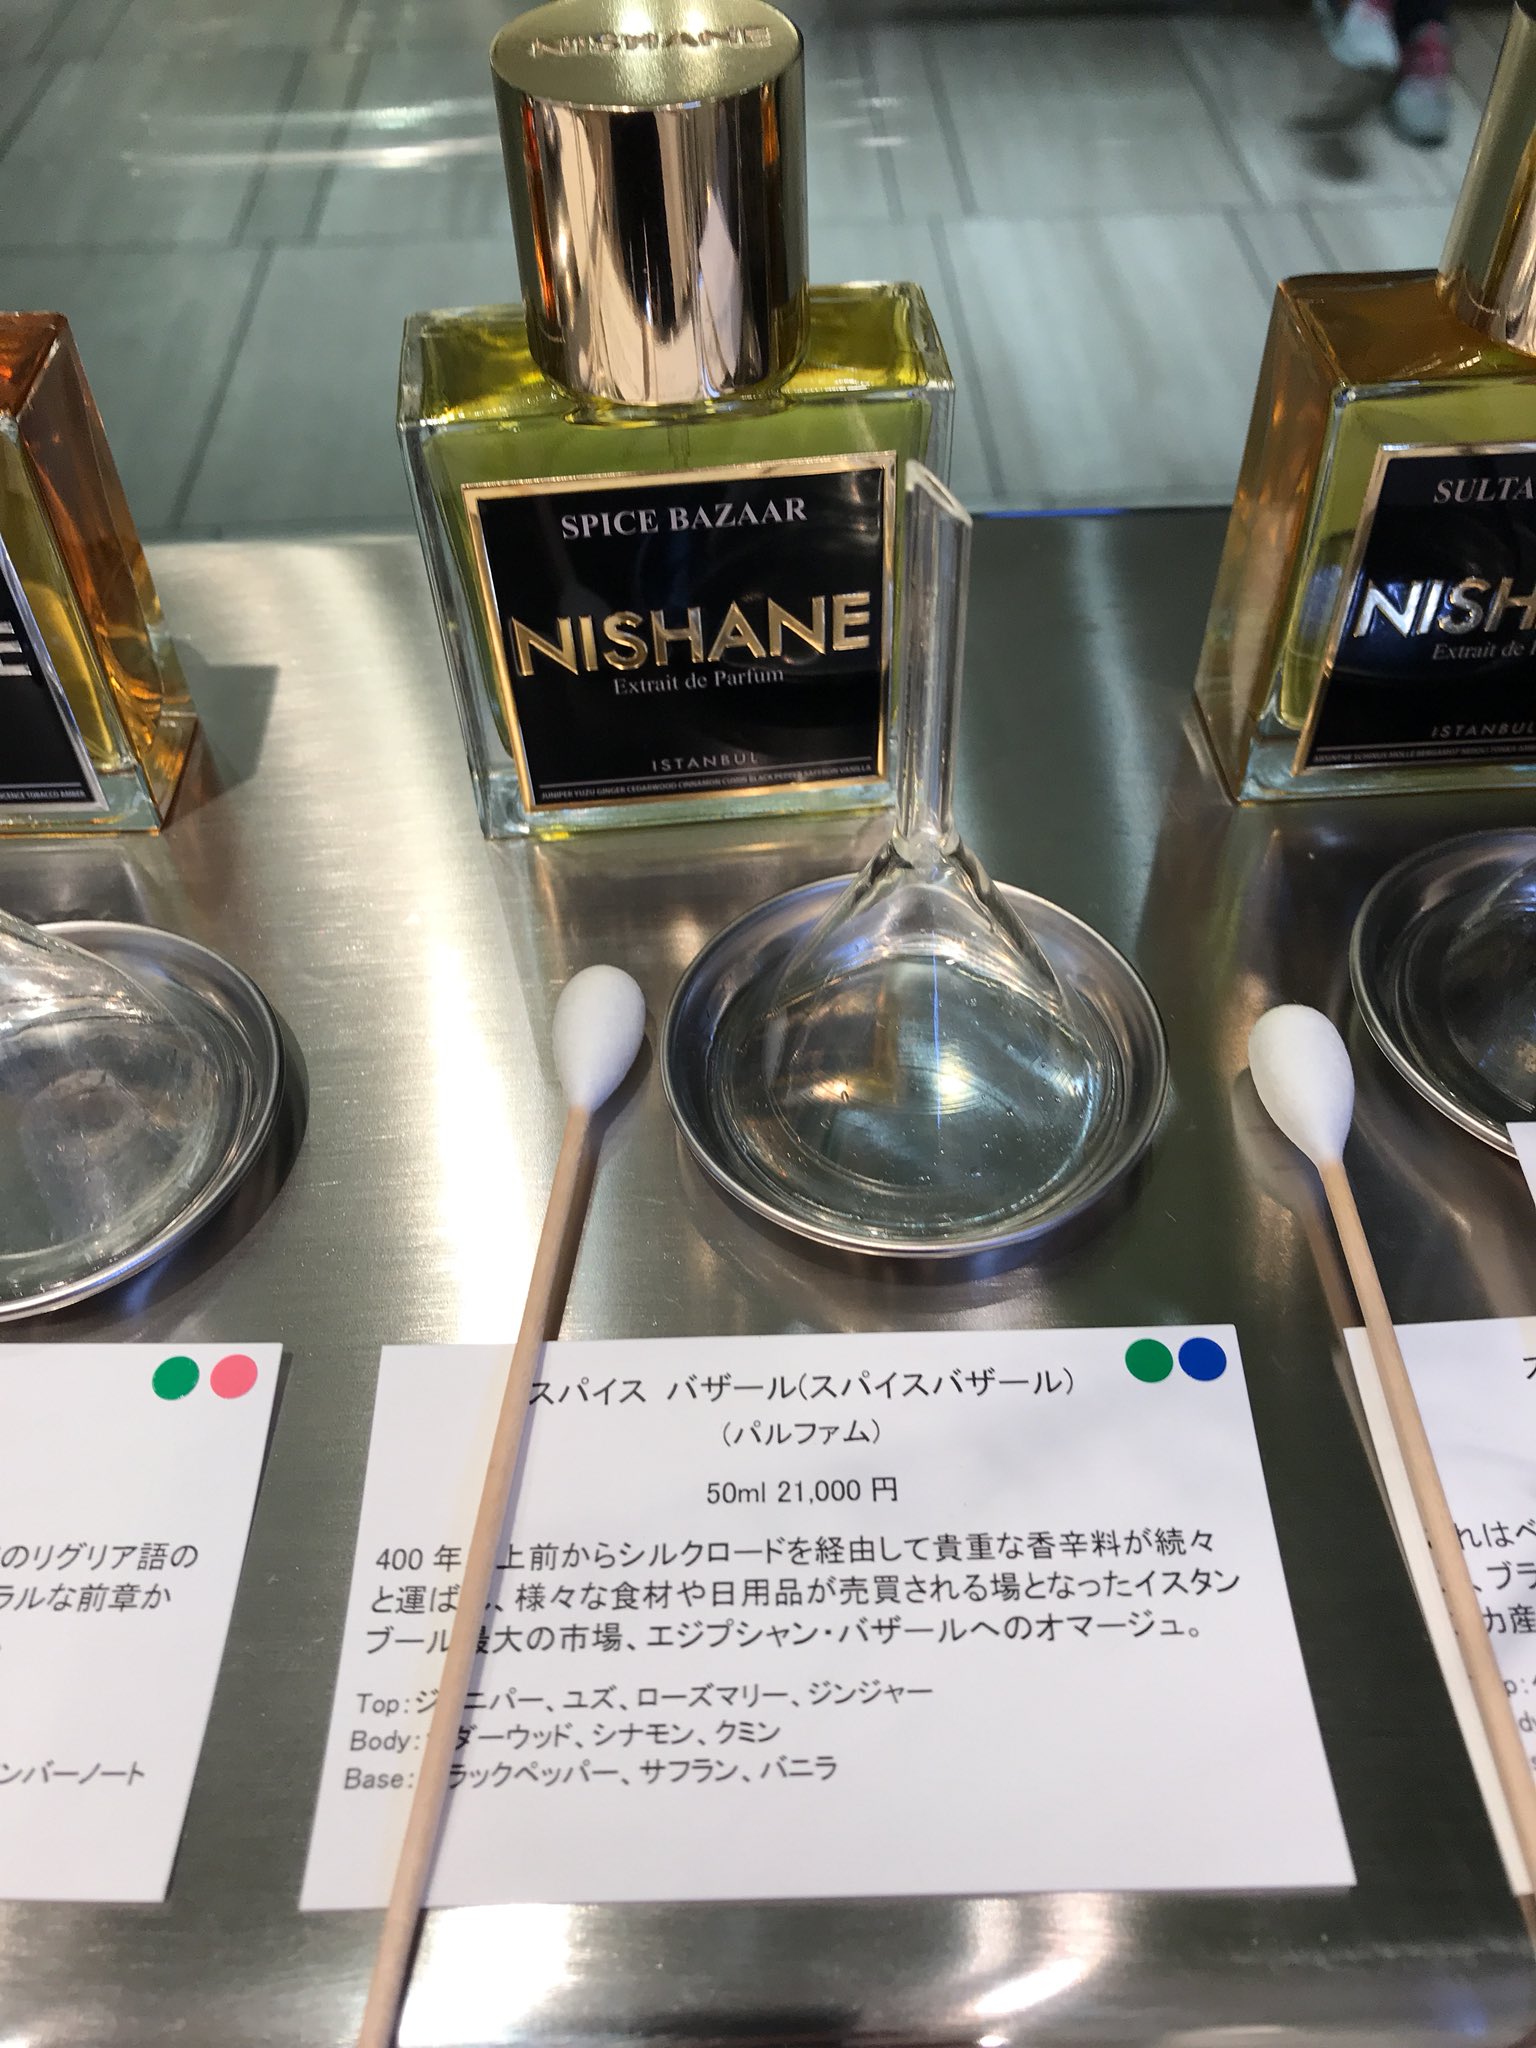 NISHANE
SPICE BAZAAR
NISHANE
Extrait de Parfum
ISTANBUL
JUNIPER YUZU GINGER CEDARWOOD CINNAMON CUMIN BLACK PEPPER SAFFRON VANILLA
E
TOBACCO AMBER
SULTA
NISH
Extrait de
ISTANBUL
スパイス バザール(スパイスバザール)
(パルファム)
50ml 21,000 円
400 年 上前からシルクロードを経由して貴重な香辛料が続々
と運ば 、様々な食材や日用品が売買される場となったイスタン
ブール 最大の市場、エジプシャン・バザールへのオマージュ。
Top:ジ ニパー、ユズ、ローズマリー、ジンジャー
Body: ダーウッド、シナモン、クミン
Base: ラックペッパー、サフラン、バニラ
のリグリア語の
ラルな前章か
ンバーノート
れはベ
、ブラ
カ産